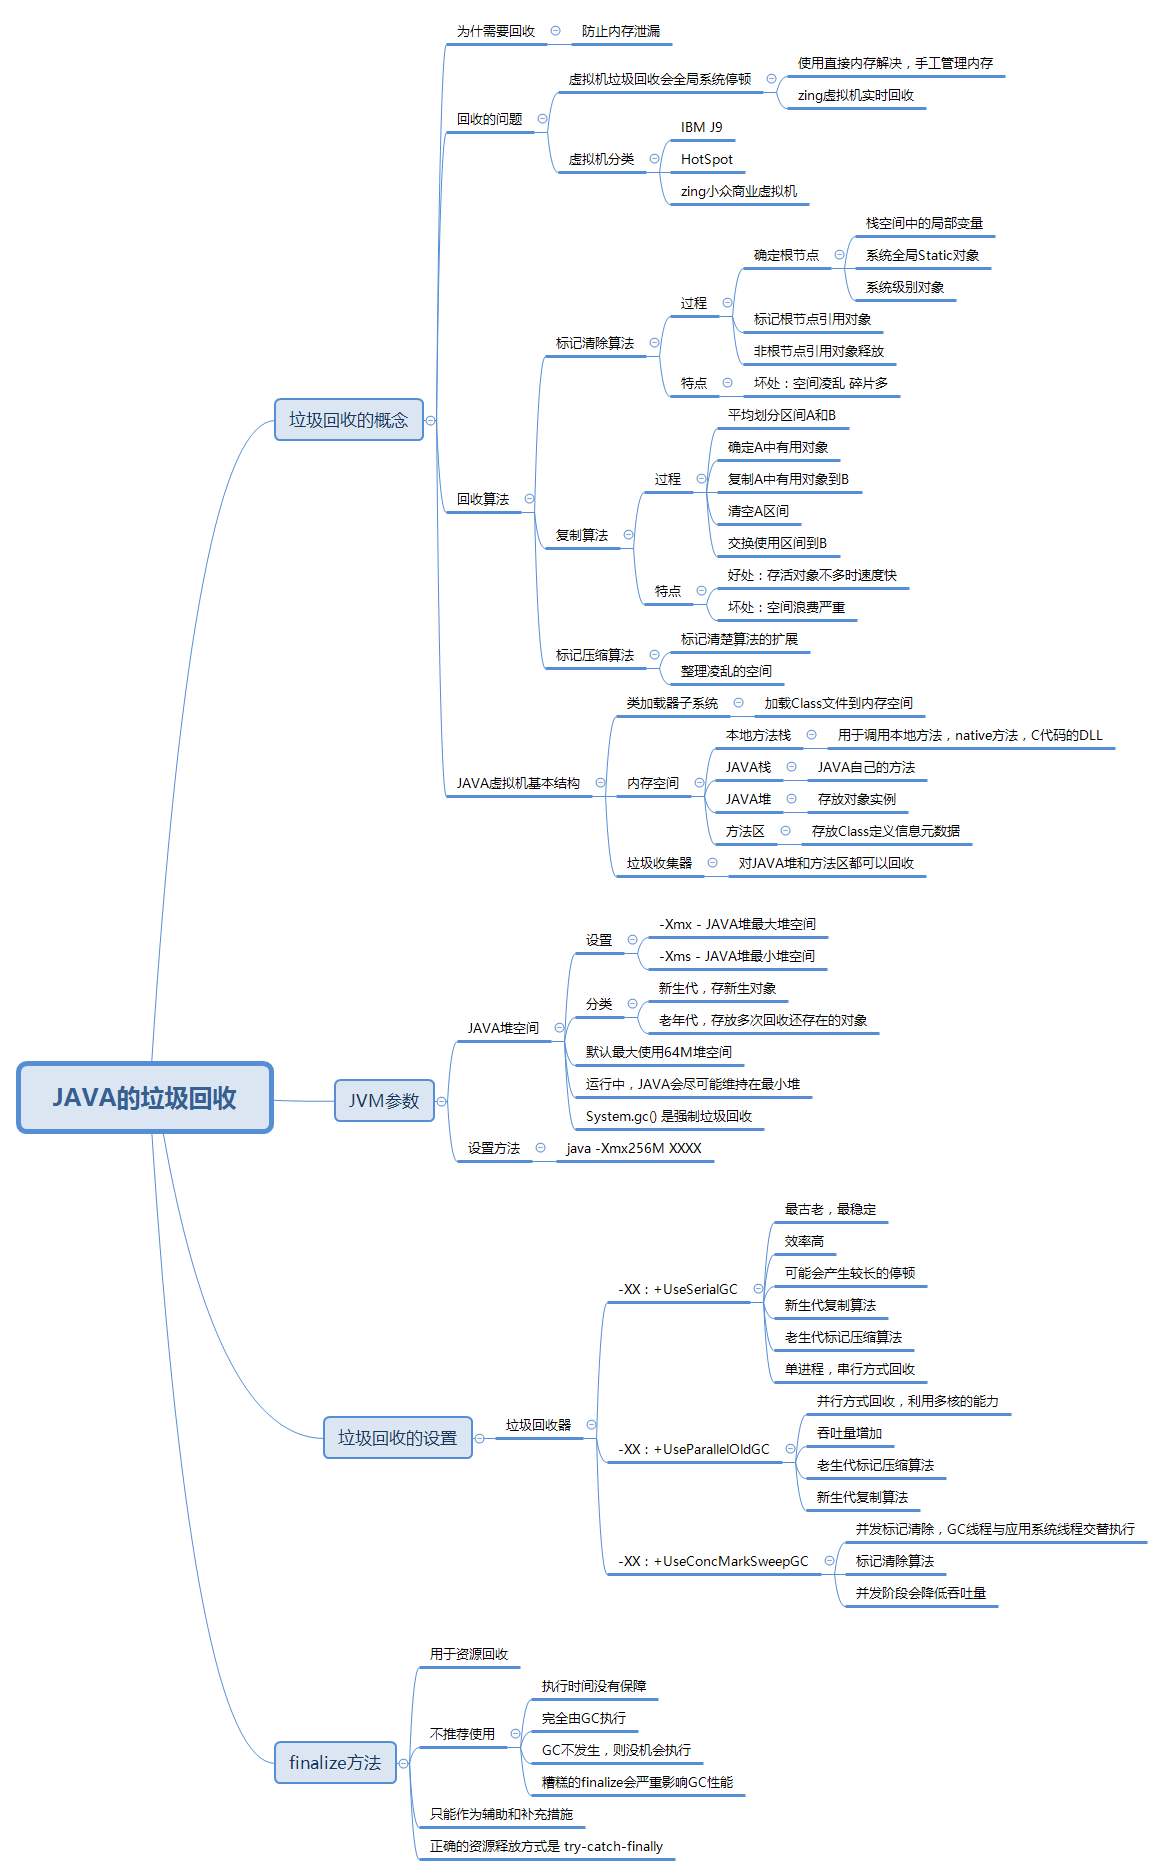 为什需要回收
防止内存泄漏
虚拟机垃圾回收会全局系统停顿
使用直接内存解决，手工管理内存
zing虚拟机实时回收
回收的问题
虚拟机分类
IBM J9
HotSpot
zing小众商业虚拟机
栈空间中的局部变量
确定根节点
系统全局Static对象
系统级别对象
过程
标记根节点引用对象
非根节点引用对象释放
标记清除算法
特点
坏处：空间凌乱 碎片多
垃圾回收的概念
平均划分区间A和B
确定A中有用对象
过程
复制A中有用对象到B
清空A区间
交换使用区间到B
回收算法
复制算法
好处：存活对象不多时速度快
特点
坏处：空间浪费严重
标记清楚算法的扩展
标记压缩算法
整理凌乱的空间
类加载器子系统
加载Class文件到内存空间
本地方法栈
用于调用本地方法，native方法，C代码的DLL
JAVA虚拟机基本结构
内存空间
JAVA栈
JAVA自己的方法
JAVA堆
存放对象实例
方法区
存放Class定义信息元数据
垃圾收集器
对JAVA堆和方法区都可以回收
JAVA的垃圾回收
-Xmx - JAVA堆最大堆空间
设置
-Xms - JAVA堆最小堆空间
新生代，存新生对象
分类
老年代，存放多次回收还存在的对象
JAVA堆空间
默认最大使用64M堆空间
运行中，JAVA会尽可能维持在最小堆
JVM参数
System.gc() 是强制垃圾回收
设置方法
java -Xmx256M XXXX
最古老，最稳定
效率高
可能会产生较长的停顿
-XX：+UseSerialGC
新生代复制算法
老生代标记压缩算法
单进程，串行方式回收
垃圾回收的设置
垃圾回收器
并行方式回收，利用多核的能力
吞吐量增加
-XX：+UseParallelOldGC
老生代标记压缩算法
新生代复制算法
并发标记清除，GC线程与应用系统线程交替执行
-XX：+UseConcMarkSweepGC
标记清除算法
并发阶段会降低吞吐量
用于资源回收
执行时间没有保障
完全由GC执行
不推荐使用
GC不发生，则没机会执行
finalize方法
糟糕的finalize会严重影响GC性能
只能作为辅助和补充措施
正确的资源释放方式是 try-catch-finally